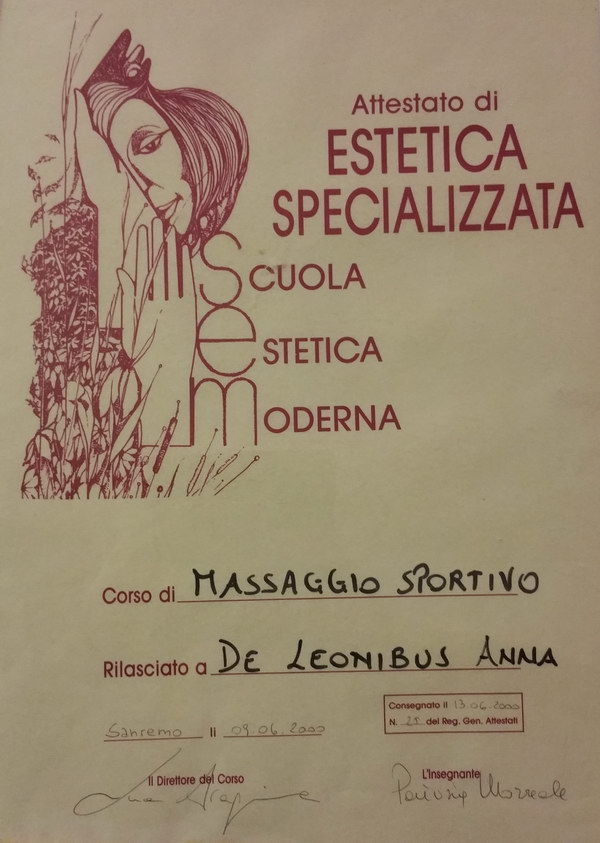 Attestato di
ESTETICA
SPECIALIZZATA
SCUOLA
ESTETICA
MODERNA
Corso di MASSAGGIO SPORTIVO
Rilasciato a DE LEONIBUS ANNA
Consegnato il 13.06.2000
N. 25 del Reg. Gen. Attestati
Sanremo li 09.06.2000
Il Direttore del Corso
L'Insegnante